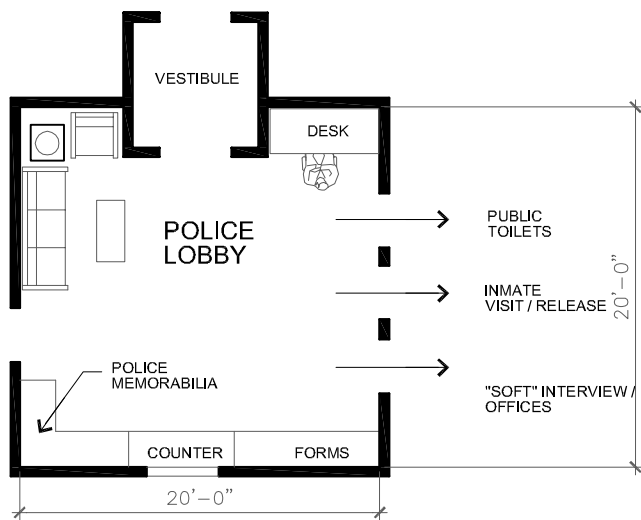 VESTIBULE
DESK
POLICE
LOBBY
PUBLIC
TOILETS
INMATE
VISIT / RELEASE
20'-0"
POLICE
MEMORABILIA
"SOFT" INTERVIEW /
OFFICES
COUNTER
FORMS
20'-0"